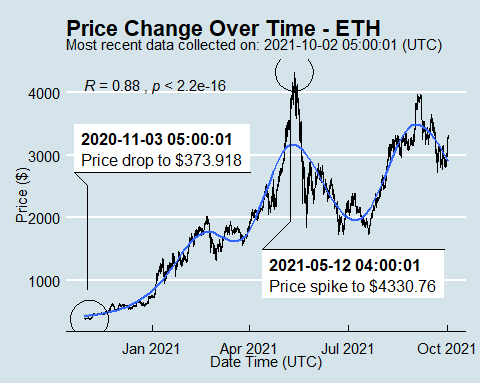 Price Change Over Time - ETH
Most recent data collected on: 2021-10-02 05:00:01 (UTC)
R = 0.88 , p < 2.2e-16
4000
3000
2000
1000
Price ($)
2020-11-03 05:00:01
Price drop to $373.918
2021-05-12 04:00:01
Price spike to $4330.76
Jan 2021
Apr 2021
Jul 2021
Oct 2021
Date Time (UTC)